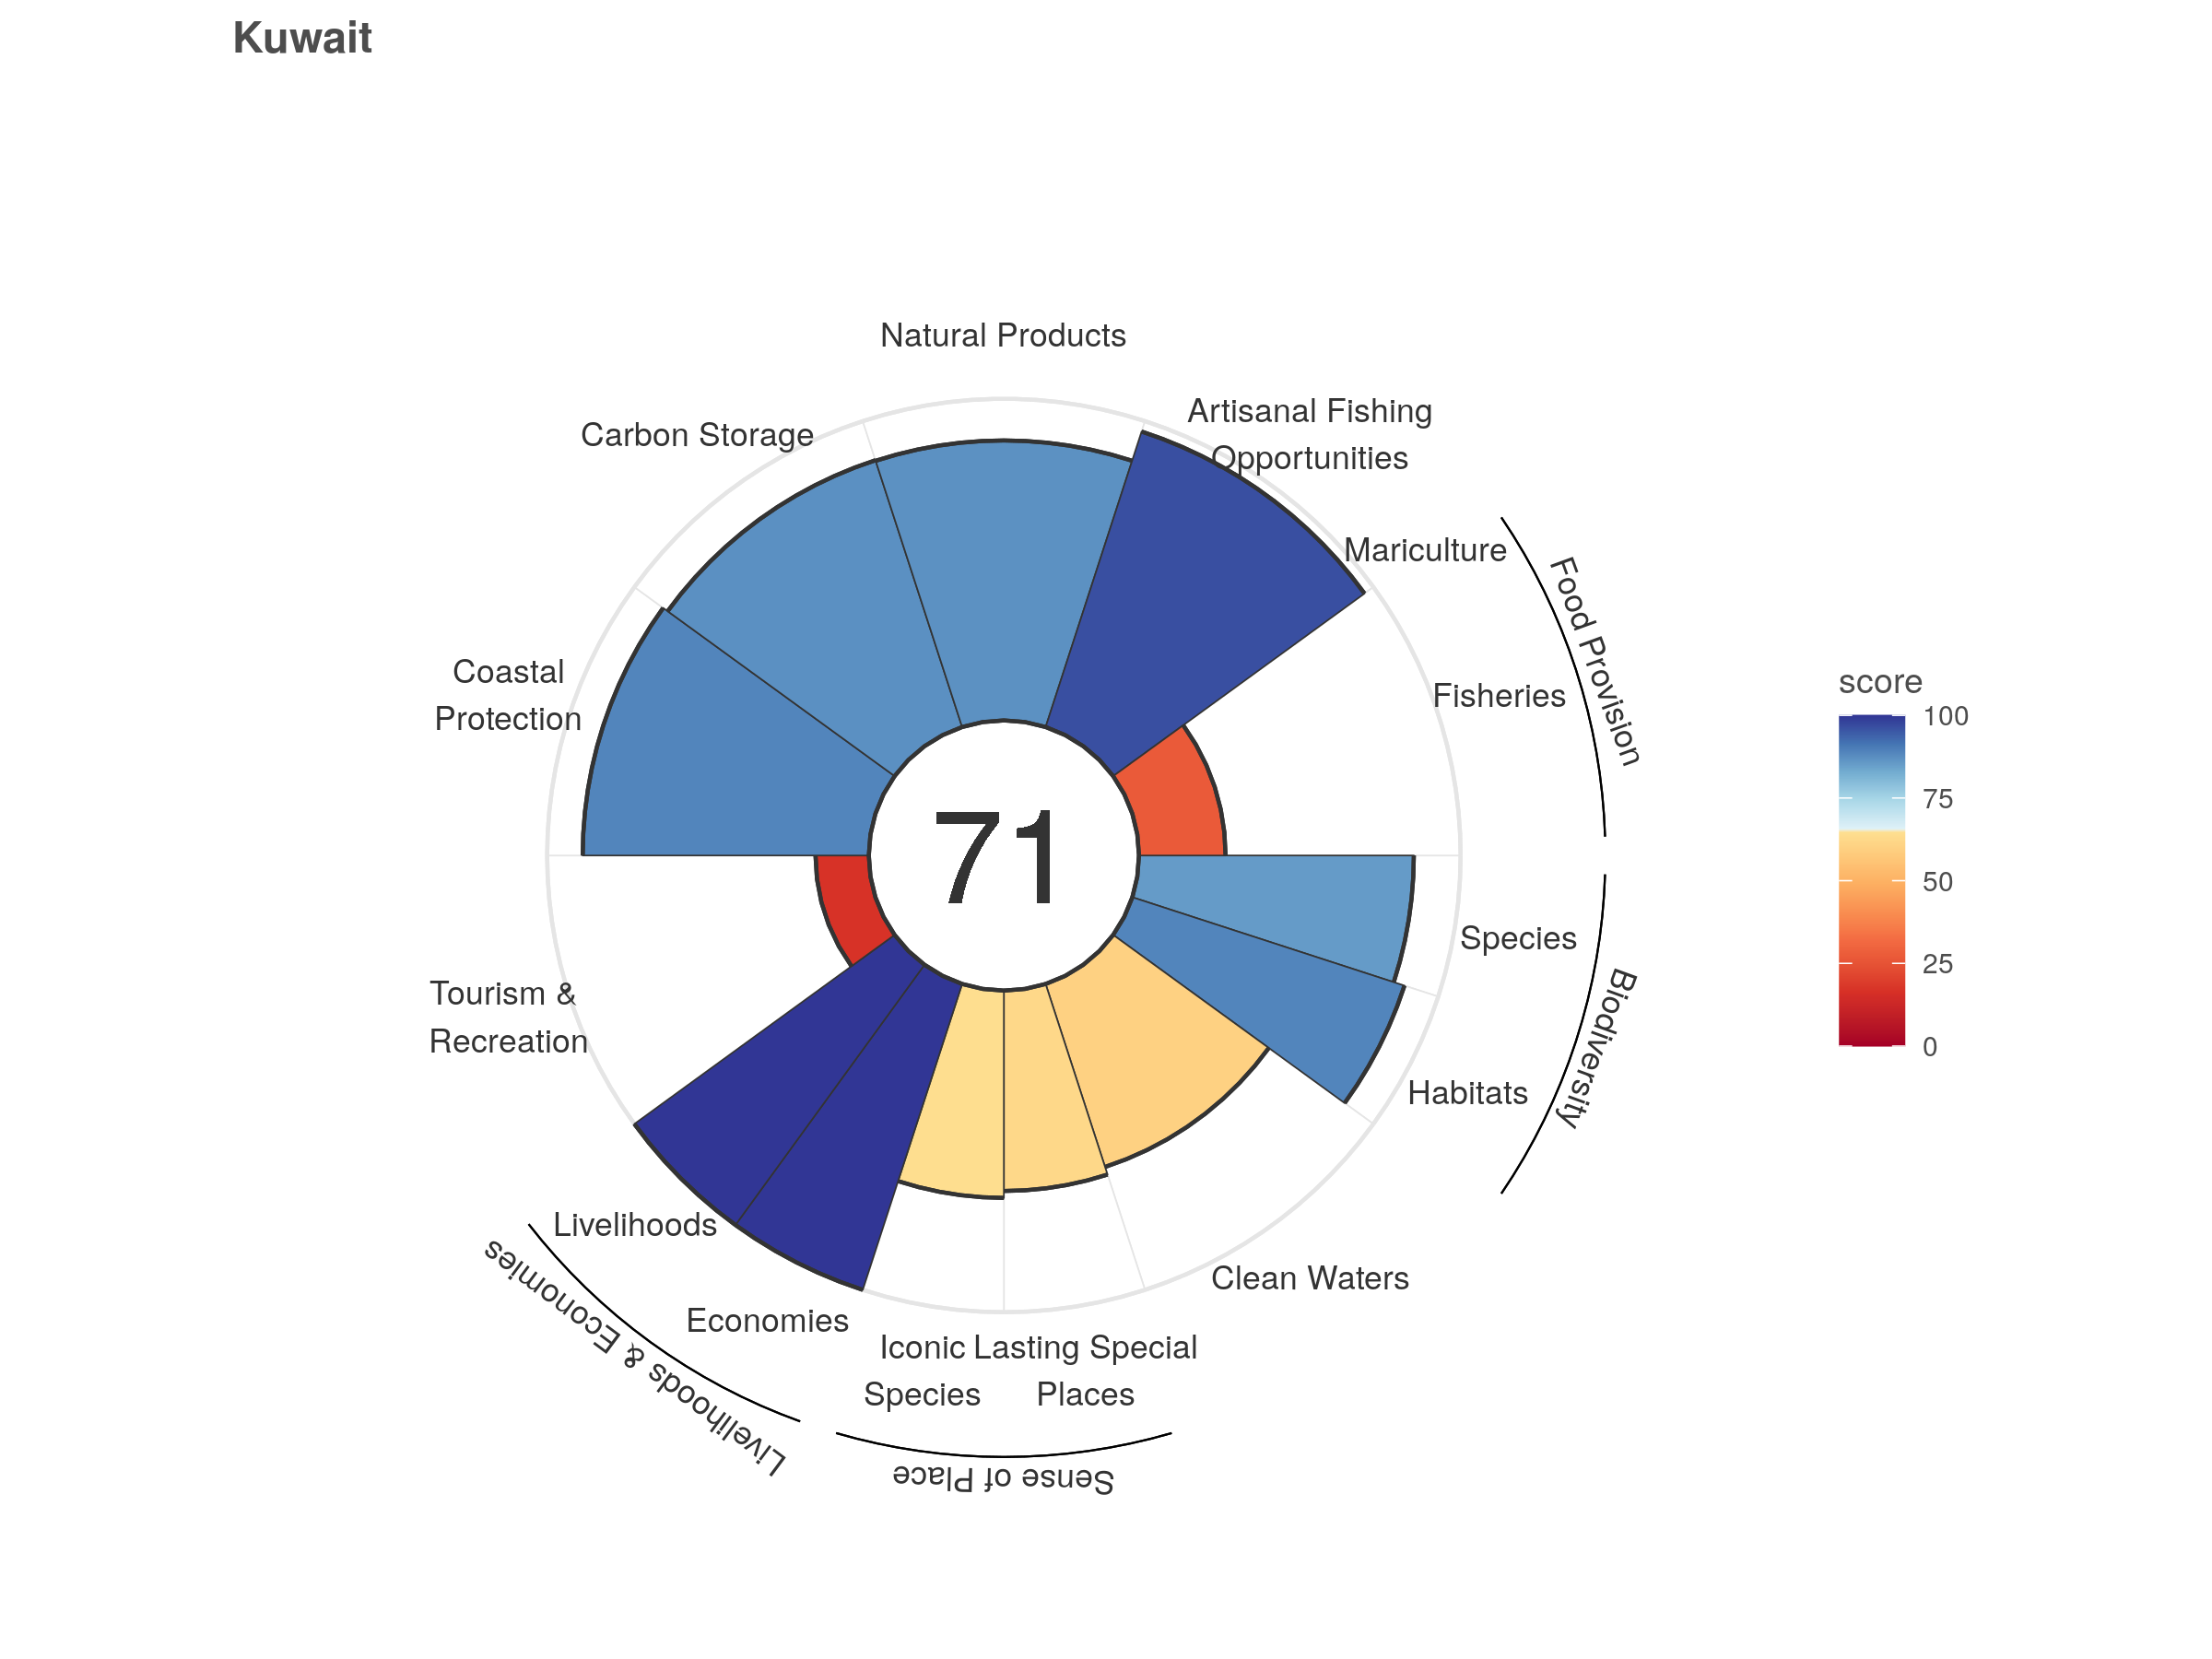 Kuwait
Natural Products
Artisanal Fishing
Opportunities
Carbon Storage
Mariculture
Food Provision
Fisheries
Coastal
Protection
score
100
75
50
25
0
71
Species
Biodiversity
Habitats
Tourism &
Recreation
Livelihoods
Economies
Livelihoods & Economies
Clean Waters
Iconic
Species
Lasting Special
Places
Sense of Place